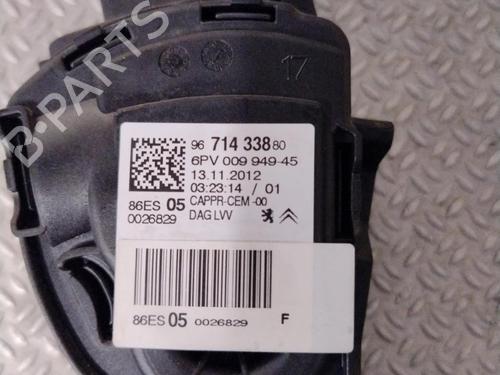 B-PARTS
17
96 714 338 80
6PV 009 949-45
13.11.2012
03:23:14 / 01
86ES 05 CAPPR-CEM-00
0026829 DAG LVV
86ES 05 0026829 F